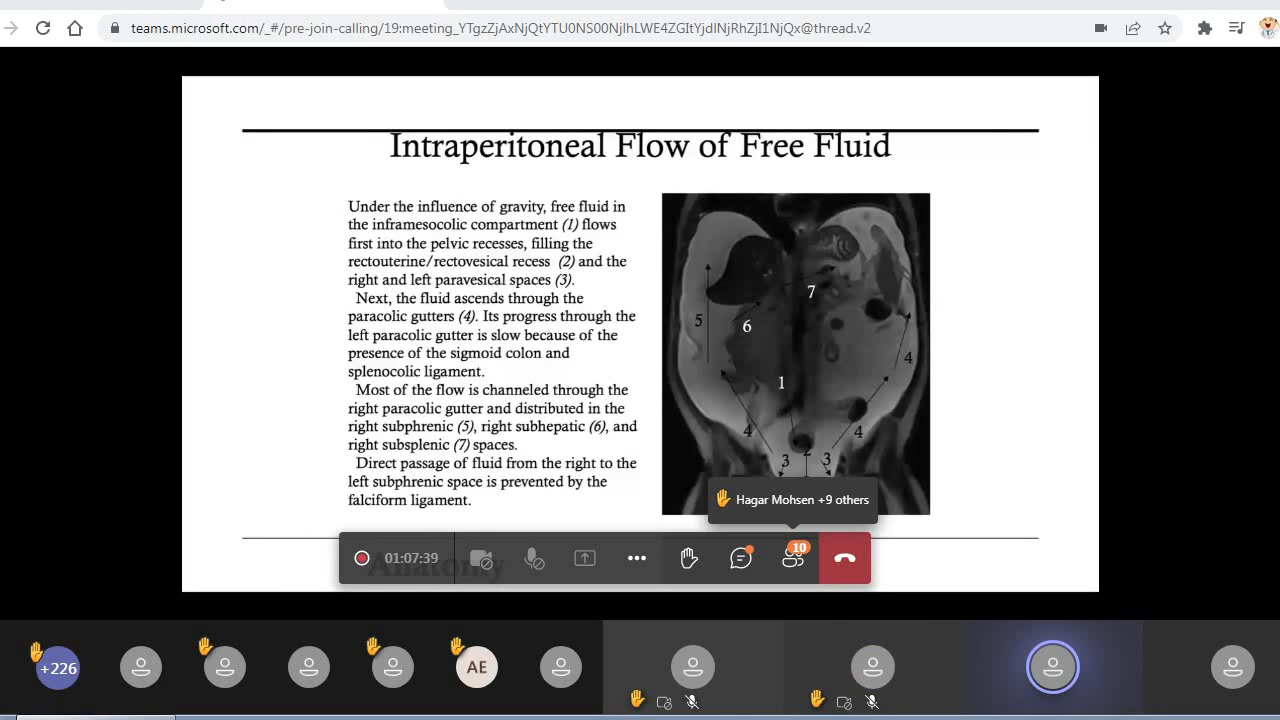 teams.microsoft.com/_#/pre-join-calling/19:meeting_YTgzZjAxNjQtYTU0NS00NjlhLWE4ZGItYjdlNjRhZjI1NjQx@thread.v2
Intraperitoneal Flow of Free Fluid
Under the influence of gravity, free fluid in
the inframesocolic compartment (1) flows
first into the pelvic recesses, filling the
rectouterine/rectovesical recess (2) and the
right and left paravesical spaces (3).
Next, the fluid ascends through the
paracolic gutters (4). Its progress through the
left paracolic gutter is slow because of the
presence of the sigmoid colon and
splenocolic ligament.
Most of the flow is channeled through the
right paracolic gutter and distributed in the
right subphrenic (5), right subhepatic (6), and
right subsplenic (7) spaces.
Direct passage of fluid from the right to the
left subphrenic space is prevented by the
falciform ligament.
7
5
6
4
1
4
4
3
2
3
Hagar Mohsen +9 others
01:07:39
10
Anatomy
+226
AE